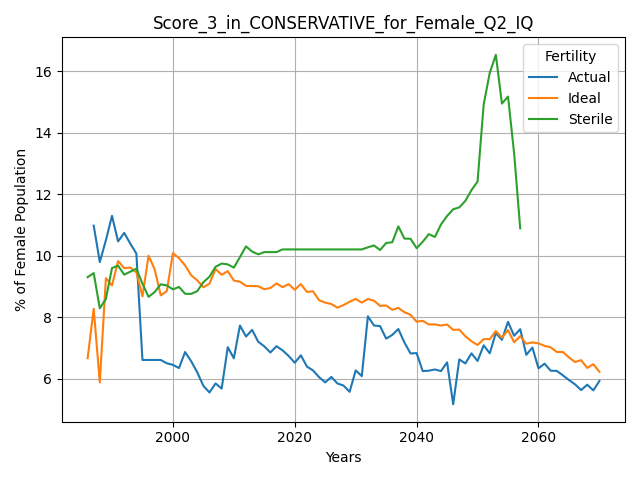 Score_3_in_CONSERVATIVE_for_Female_Q2_IQ
Fertility
Actual
Ideal
Sterile
% of Female Population
16
14
12
10
8
6
2000
2020
2040
2060
Years